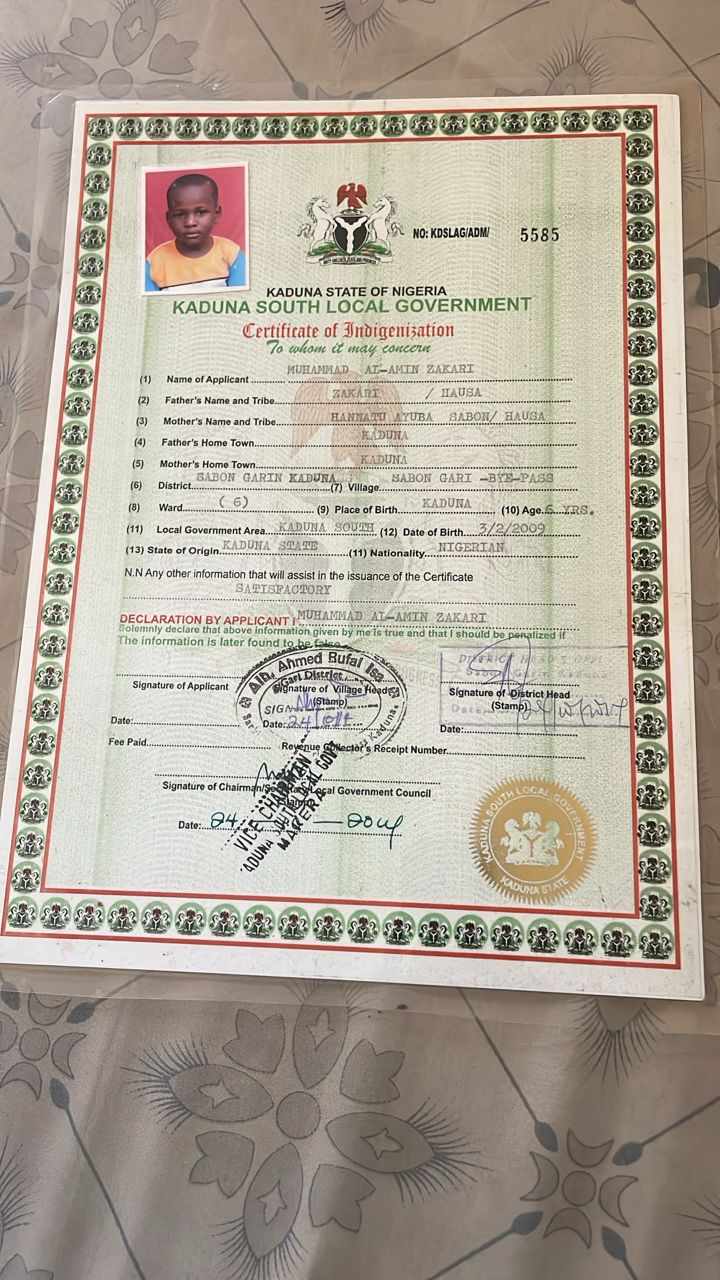 NO: KDSLAG/ADM/ 5585
KADUNA STATE OF NIGERIA
KADUNA SOUTH LOCAL GOVERNMENT
Certificate of Indigenization
To whom it may concern
(1) Name of Applicant MUHAMMAD AL-AMIN ZAKARI
(2) Father's Name and Tribe ZAKARI / HAUSA
(3) Mother's Name and Tribe HANNATU AYUBA SABON/ HAUSA
(4) Father's Home Town KADUNA
(5) Mother's Home Town KADUNA
(6) District SABON GARIN KADUNA (7) Village SABON GARI -BYE-PASS
(8) Ward ( 6) (9) Place of Birth KADUNA (10) Age 6 YRS.
(11) Local Government Area KADUNA SOUTH (12) Date of Birth 3/2/2009
(13) State of Origin KADUNA STATE (11) Nationality NIGERIAN
N.N Any other information that will assist in the issuance of the Certificate
SATISFACTORY
DECLARATION BY APPLICANT I MUHAMMAD AL-AMIN ZAKARI
Solemnly declare that above information given by me is true and that I should be penalized if
The information is later found to be false
Alh. Ahmed Rufai Isa
S/Gari District
Signature of Applicant
Signature of Village Head
(Stamp)
SIGN
Date:
Signature of District Head
(Stamp)
Date:
Date:
Fee Paid
Revenue Collector's Receipt Number
Signature of Chairman/ Local Government Council
VICE CHAIRMAN
KADUNA STATE
Date: 24 — 2014
KADUNA SOUTH LOCAL GOVERNMENT
KADUNA STATE